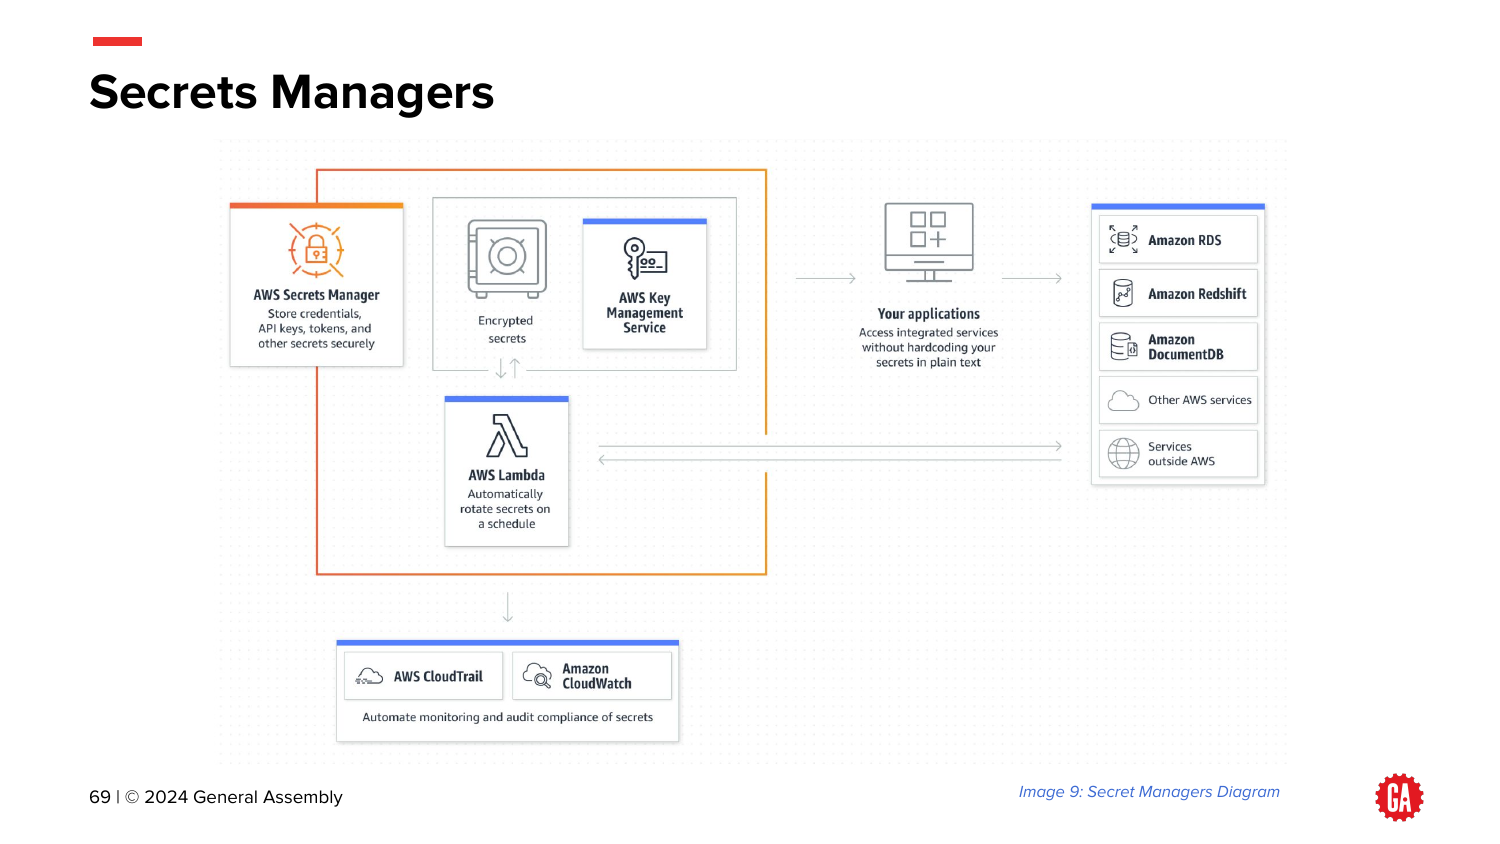 Secrets Managers
AWS Secrets Manager
Store credentials,
API keys, tokens, and
other secrets securely
Encrypted
secrets
AWS Key
Management
Service
AWS Lambda
Automatically
rotate secrets on
a schedule
Your applications
Access integrated services
without hardcoding your
secrets in plain text
Amazon RDS
Amazon Redshift
Amazon
DocumentDB
Other AWS services
Services
outside AWS
AWS CloudTrail
Amazon
CloudWatch
Automate monitoring and audit compliance of secrets
Image 9: Secret Managers Diagram
69 | © 2024 General Assembly
GA